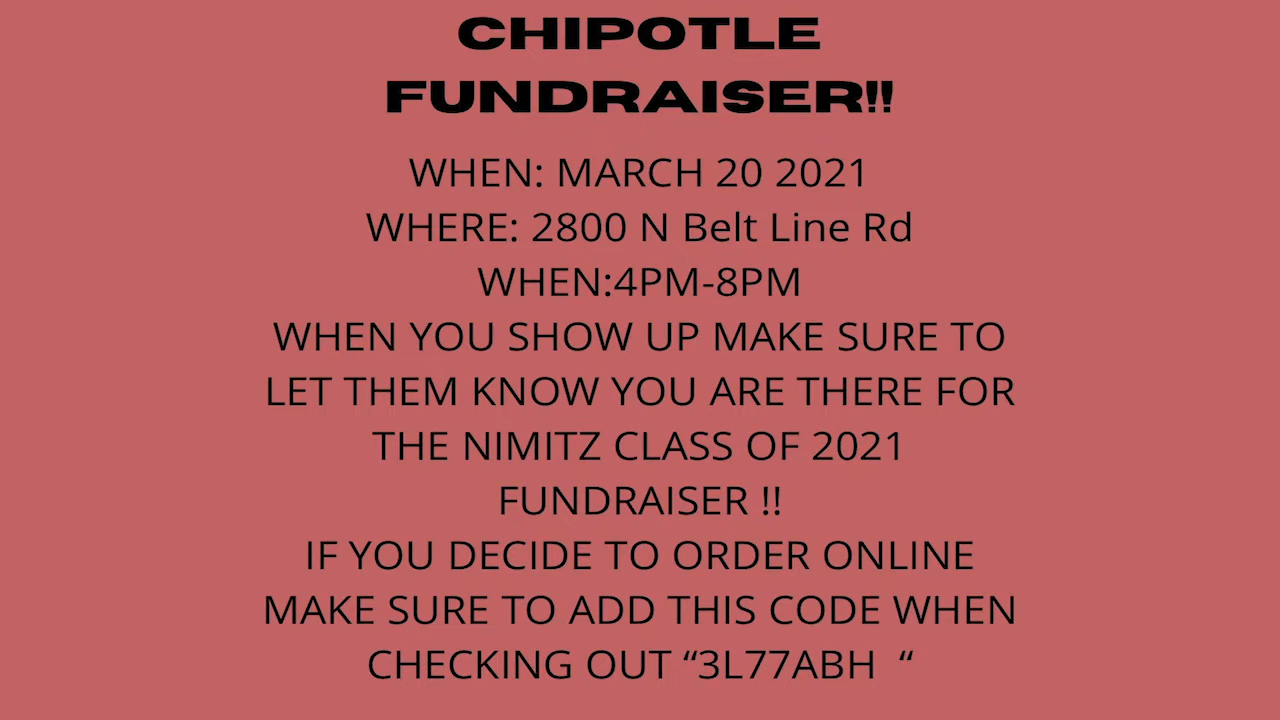 CHIPOTLE
FUNDRAISER!!
WHEN: MARCH 20 2021
WHERE: 2800 N Belt Line Rd
WHEN:4PM-8PM
WHEN YOU SHOW UP MAKE SURE TO
LET THEM KNOW YOU ARE THERE FOR
THE NIMITZ CLASS OF 2021
FUNDRAISER !!
IF YOU DECIDE TO ORDER ONLINE
MAKE SURE TO ADD THIS CODE WHEN
CHECKING OUT “3L77ABH “